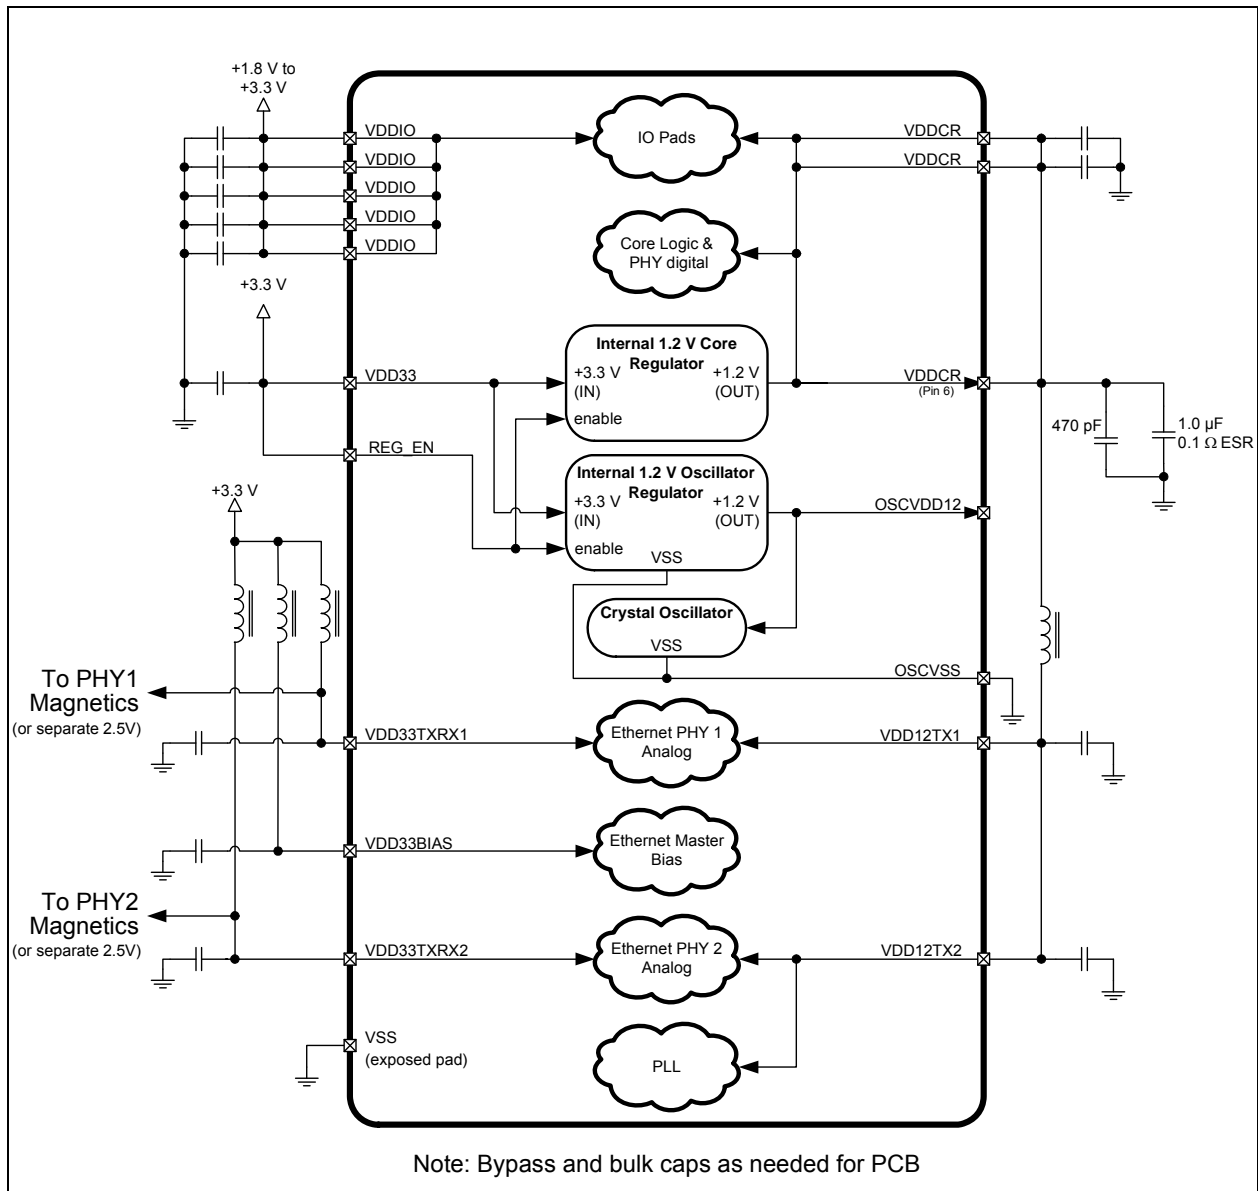 +1.8 V to
+3.3 V
VDDIO
VDDIO
VDDIO
VDDIO
VDDIO
IO Pads
VDDCR
VDDCR
Core Logic &
PHY digital
+3.3 V
VDD33
REG_EN
Internal 1.2 V Core
Regulator
+3.3 V
(IN)
+1.2 V
(OUT)
enable
VDDCR
(Pin 6)
470 pF
1.0 µF
0.1 Ω ESR
Internal 1.2 V Oscillator
Regulator
+3.3 V
(IN)
+1.2 V
(OUT)
enable
VSS
OSCVDD12
+3.3 V
Crystal Oscillator
VSS
OSCVSS
To PHY1
Magnetics
(or separate 2.5V)
VDD33TXRX1
Ethernet PHY 1
Analog
VDD12TX1
VDD33BIAS
Ethernet Master
Bias
To PHY2
Magnetics
(or separate 2.5V)
VDD33TXRX2
Ethernet PHY 2
Analog
VDD12TX2
VSS
(exposed pad)
PLL
Note: Bypass and bulk caps as needed for PCB